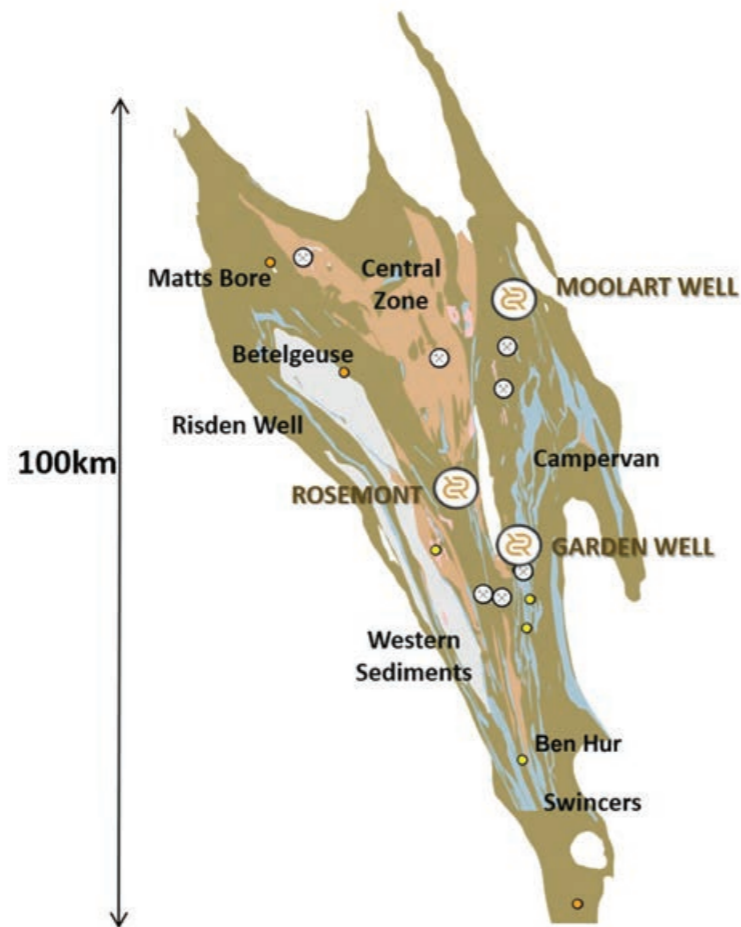 Matts Bore
Central
Zone
MOOLART WELL
Betelgeuse
Risden Well
100km
Campervan
ROSEMONT
GARDEN WELL
Western
Sediments
Ben Hur
Swincers